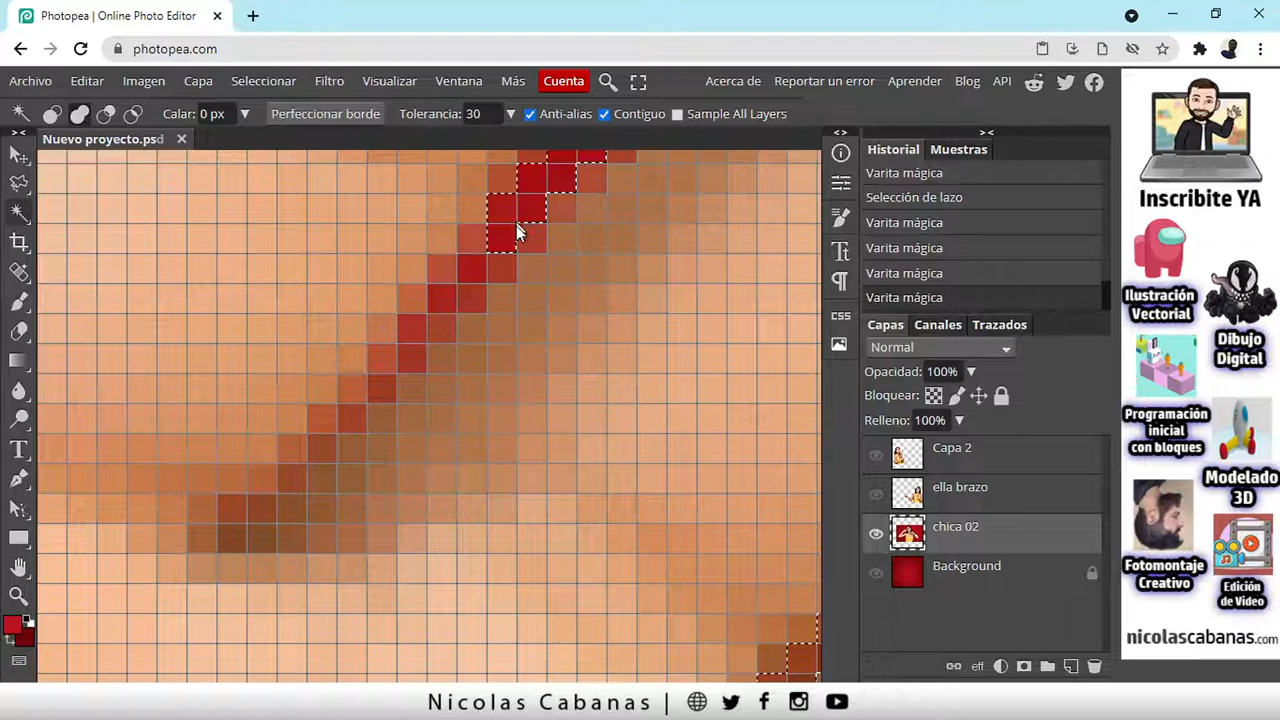 Photopea | Online Photo Editor
photopea.com
Archivo Editar Imagen Capa Seleccionar Filtro Visualizar Ventana Más Cuenta Acerca de Reportar un error Aprender Blog API
Calar: 0 px Perfeccionar borde Tolerancia: 30 Anti-alias Contiguo Sample All Layers
Nuevo proyecto.psd
Historial Muestras
Varita mágica
Selección de lazo
Varita mágica
Varita mágica
Varita mágica
Varita mágica
CSS
Capas Canales Trazados
Normal
Opacidad: 100%
Bloquear:
Relleno: 100%
Capa 2
ella brazo
chica 02
Background
eff
Inscribite YA
Ilustración
Vectorial
Dibujo
Digital
Programación
inicial
con bloques
Modelado
3D
Fotomontaje
Creativo
Edición
de Video
nicolascabanas.com
Nicolas Cabanas |